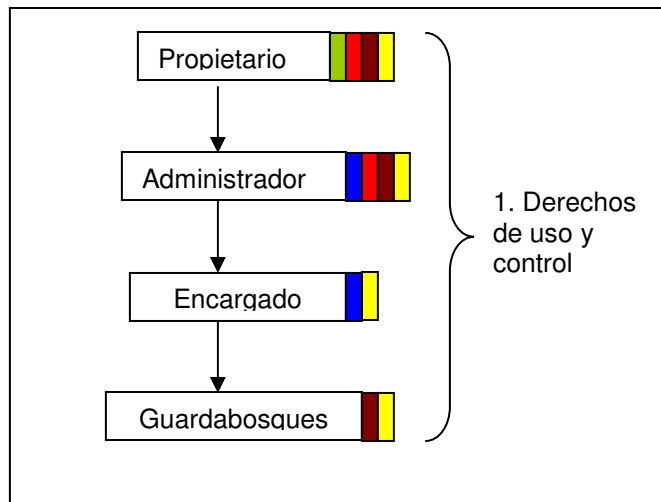 Propietario
Administrador
1. Derechos
de uso y
control
Encargado
Guardabosques